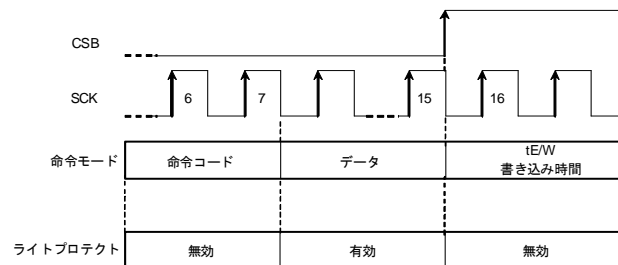 CSB
SCK
6
7
15
16
命令モード
命令コード
データ
tE/W
書き込み時間
ライトプロテクト
無効
有効
無効